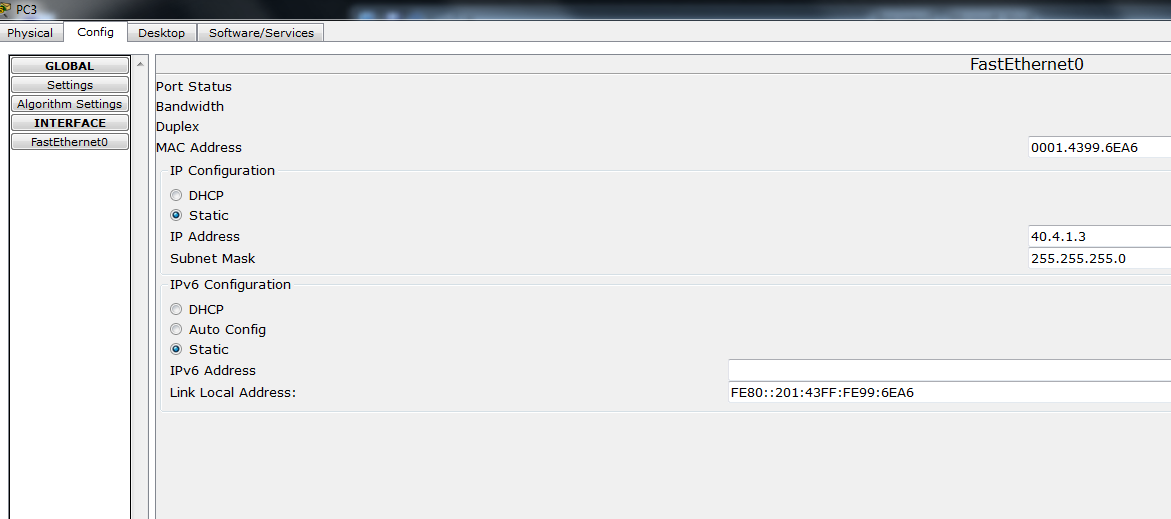 PC3
Physical Config Desktop Software/Services
GLOBAL
Settings
Algorithm Settings
INTERFACE
FastEthernet0
FastEthernet0
Port Status
Bandwidth
Duplex
MAC Address 0001.4399.6EA6
IP Configuration
DHCP
Static
IP Address 40.4.1.3
Subnet Mask 255.255.255.0
IPv6 Configuration
DHCP
Auto Config
Static
IPv6 Address
Link Local Address: FE80::201:43FF:FE99:6EA6